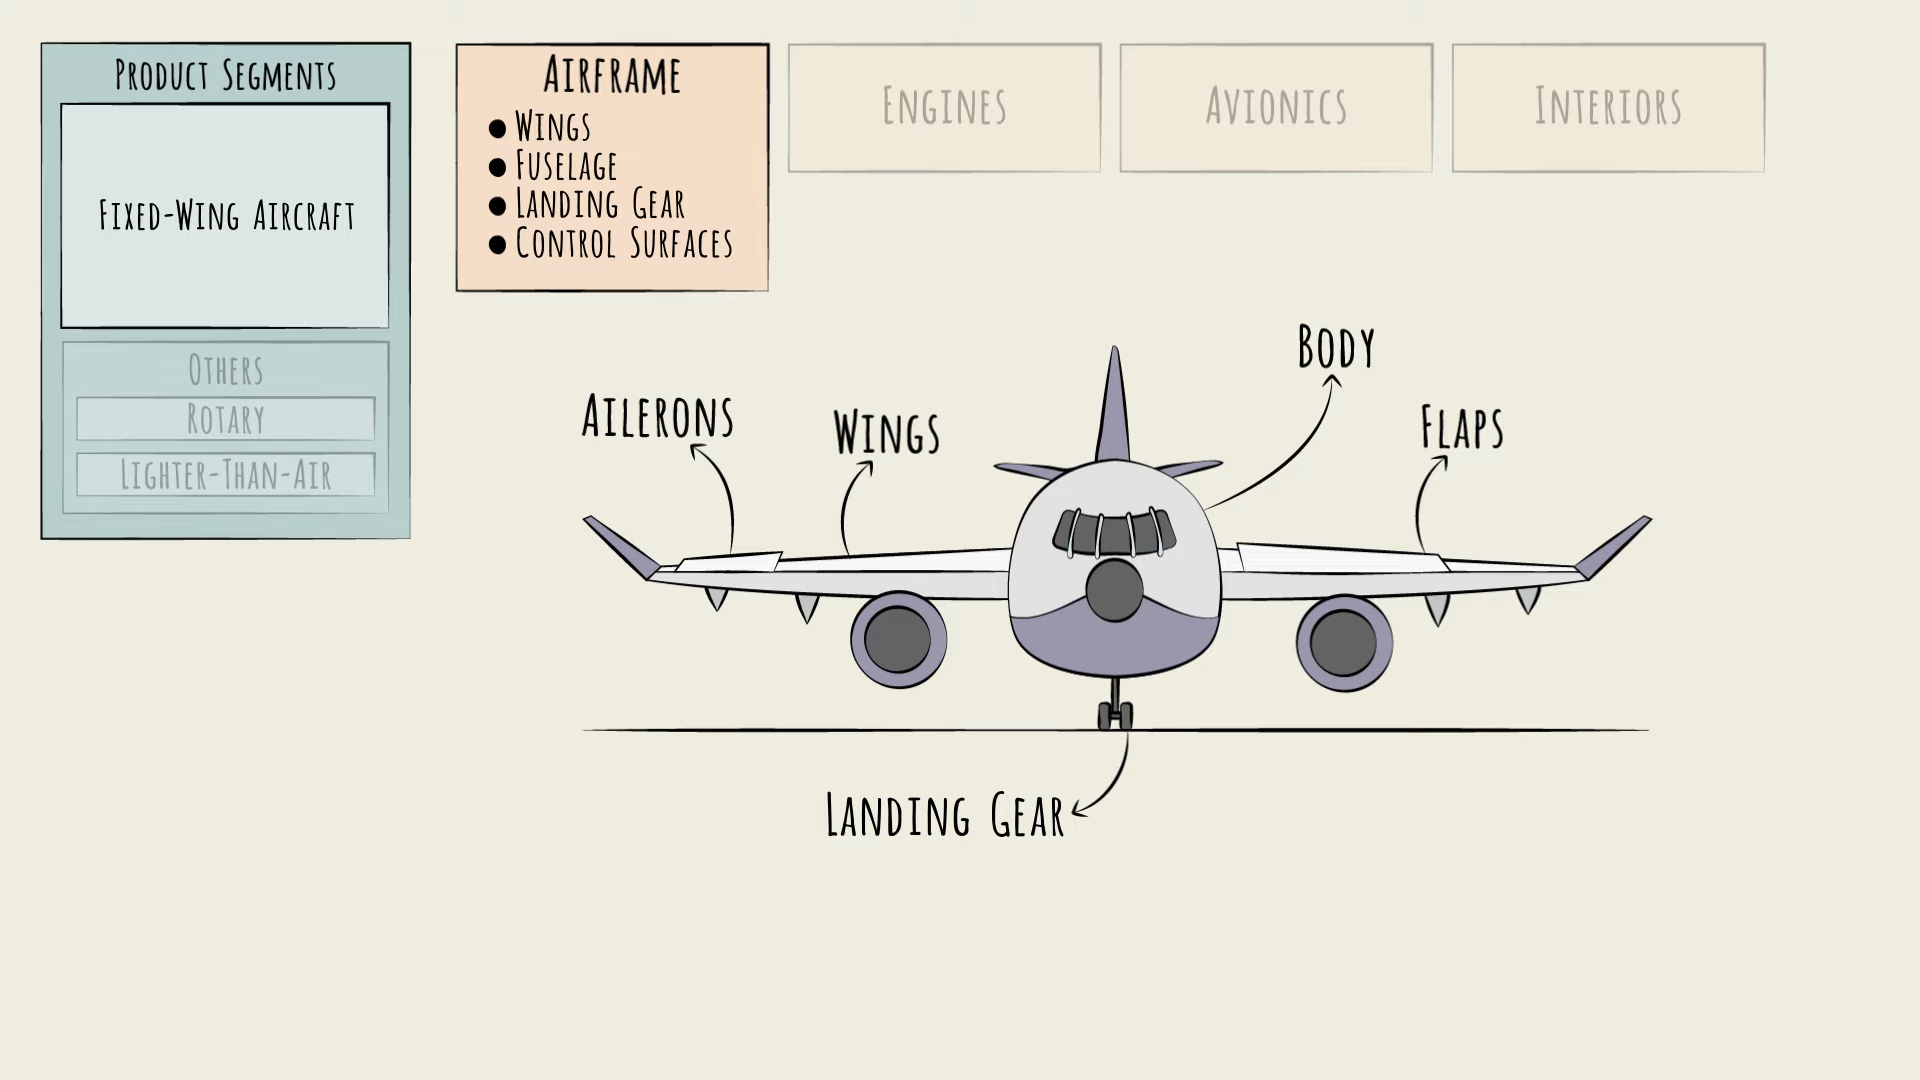 Product Segments
Fixed-Wing Aircraft
Others
Rotary
Lighter-Than-Air
Airframe
● Wings
● Fuselage
● Landing Gear
● Control Surfaces
Engines
Avionics
Interiors
Body
Ailerons
Wings
Flaps
Landing Gear